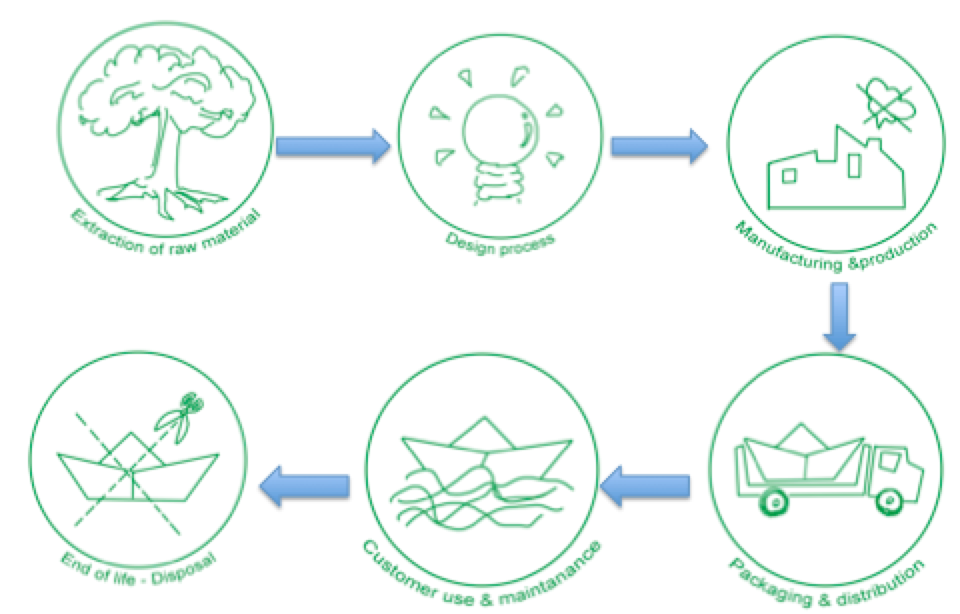 Extraction of raw material
Design process
Manufacturing &production
Packaging & distribution
Customer use & maintanance
End of life - Disposal